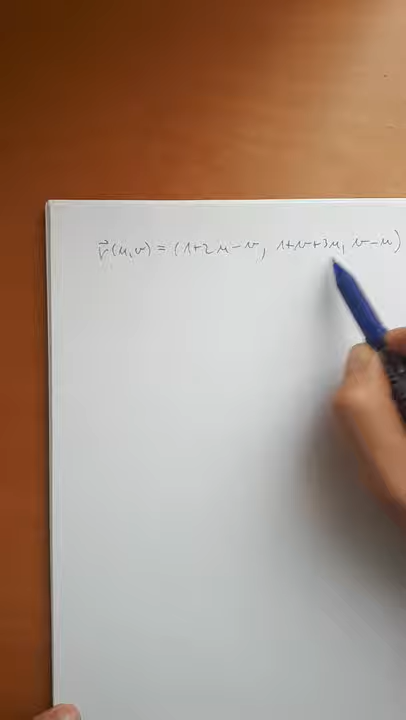 r⃗(u,v) = (1+2u-v, 1+v+3u, v-u)